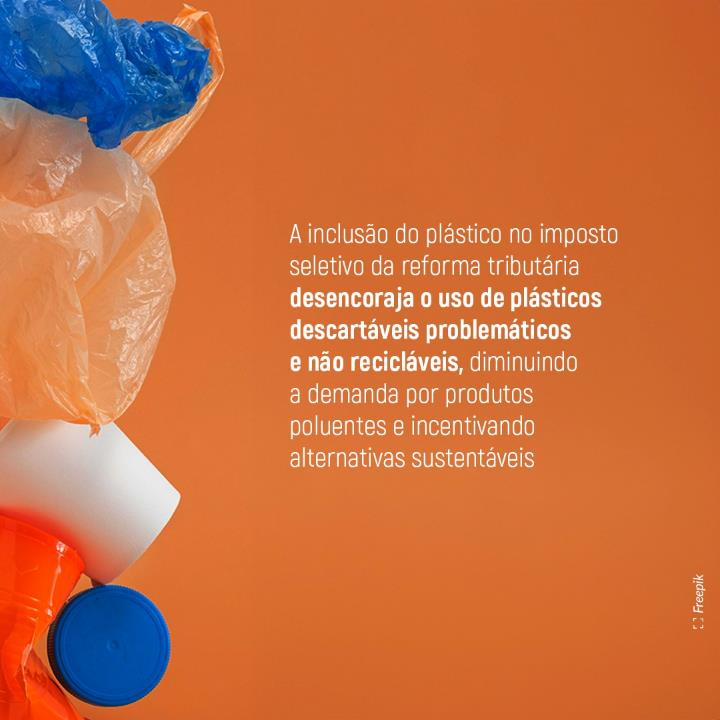 A inclusão do plástico no imposto
seletivo da reforma tributária
desencoraja o uso de plásticos
descartáveis problemáticos
e não recicláveis, diminuindo
a demanda por produtos
poluentes e incentivando
alternativas sustentáveis
Freepik